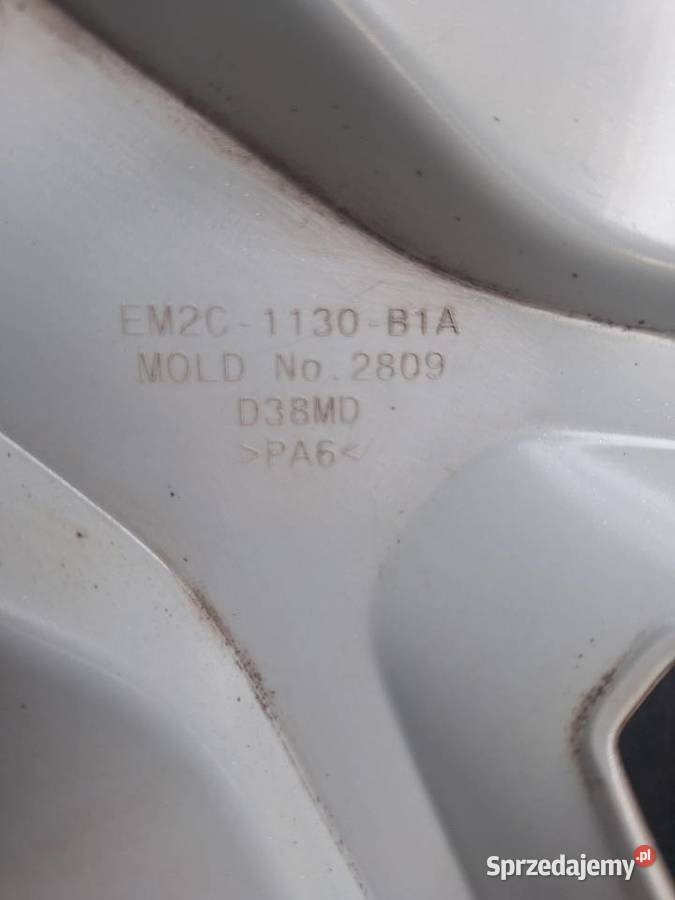 EM2C-1130-B1A
MOLD No.2809
D38MD
>PA6<
Sprzedajemy.pl